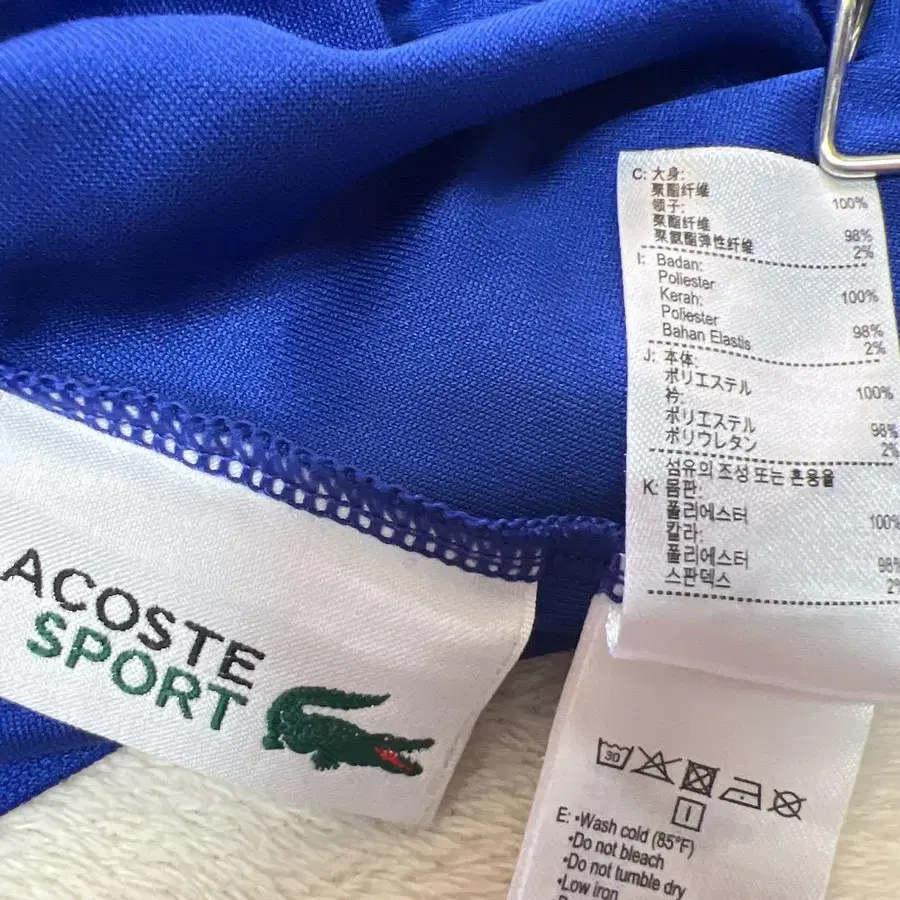 ACOSTE
SPORT
C: 大身:
聚酯纤维 100%
领子:
聚酯纤维 98%
聚氨酯弹性纤维 2%
I: Badan:
Poliester 100%
Kerah:
Poliester 98%
Bahan Elastis 2%
J: 本体:
ポリエステル 100%
衿:
ポリウレステル 98%
ポリウレタン 2%
섬유의 조성 또는 혼용율
K: 몸판:
폴리에스터 100%
칼라:
폴리에스터 98%
스판덱스 2%
30
E: •Wash cold (85°F)
•Do not bleach
•Do not tumble dry
•Low iron